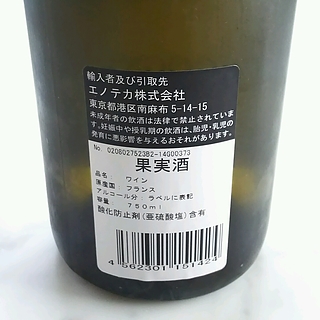 輸入者及び引取先
エノテカ株式会社
東京都港区南麻布 5-14-15
未成年者の飲酒は法律で禁止されていま
す。妊娠中や授乳期の飲酒は、胎児・乳児の
発育に悪影響を与えるおそれがあります。
No. 020602752382-14G00373
果実酒
品名: ワイン
原産国: フランス
アルコール分: ラベルに表記
容量: 750ml
酸化防止剤(亜硫酸塩)含有
4 562301 151424